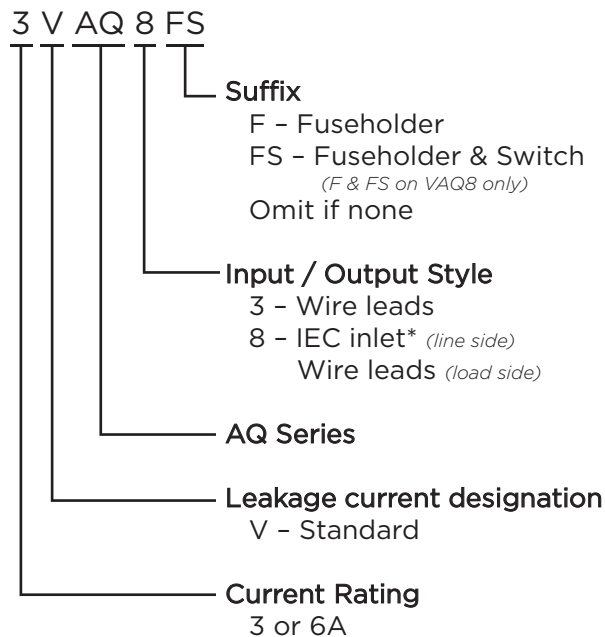 3 V AQ 8 FS
Suffix
F – Fuseholder
FS – Fuseholder & Switch
(F & FS on VAQ8 only)
Omit if none
Input / Output Style
3 – Wire leads
8 – IEC inlet* (line side)
Wire leads (load side)
AQ Series
Leakage current designation
V – Standard
Current Rating
3 or 6A